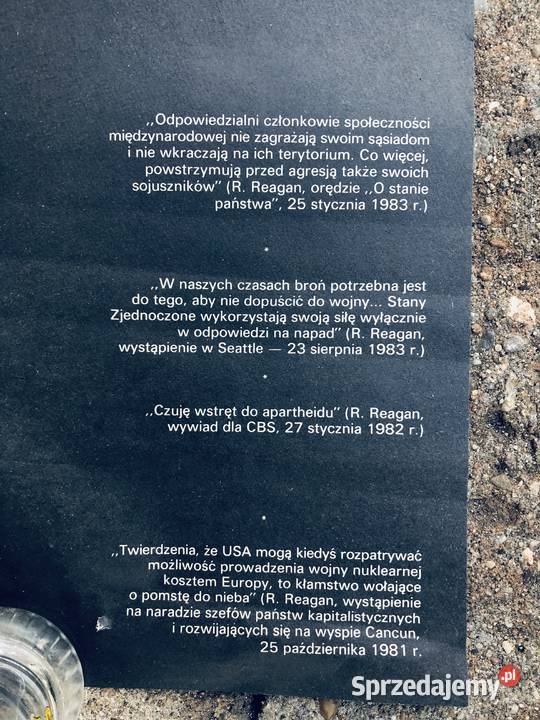 ,,Odpowiedzialni członkowie społeczności
międzynarodowej nie zagrażają swoim sąsiadom
i nie wkraczają na ich terytorium. Co więcej,
powstrzymują przed agresją także swoich
sojuszników" (R. Reagan, orędzie ,,O stanie
państwa", 25 stycznia 1983 r.)
,,W naszych czasach broń potrzebna jest
do tego, aby nie dopuścić do wojny... Stany
Zjednoczone wykorzystają swoją siłę wyłącznie
w odpowiedzi na napad" (R. Reagan,
wystąpienie w Seattle — 23 sierpnia 1983 r.)
,,Czuję wstręt do apartheidu" (R. Reagan,
wywiad dla CBS, 27 stycznia 1982 r.)
,,Twierdzenia, że USA mogą kiedyś rozpatrywać
możliwość prowadzenia wojny nuklearnej
kosztem Europy, to kłamstwo wołające
o pomstę do nieba" (R. Reagan, wystąpienie
na naradzie szefów państw kapitalistycznych
i rozwijających się na wyspie Cancun,
25 października 1981 r.
Sprzedajemy.pl